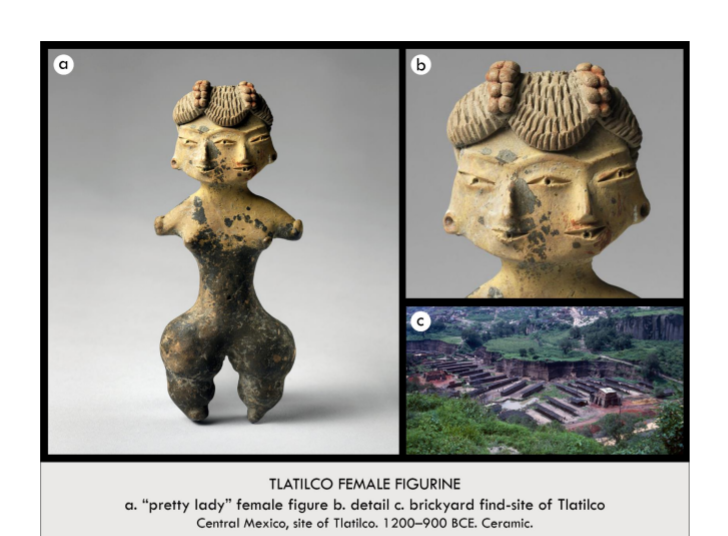 a
b
c
TLATILCO FEMALE FIGURINE
a. “pretty lady” female figure b. detail c. brickyard find-site of Tlatilco
Central Mexico, site of Tlatilco. 1200–900 BCE. Ceramic.